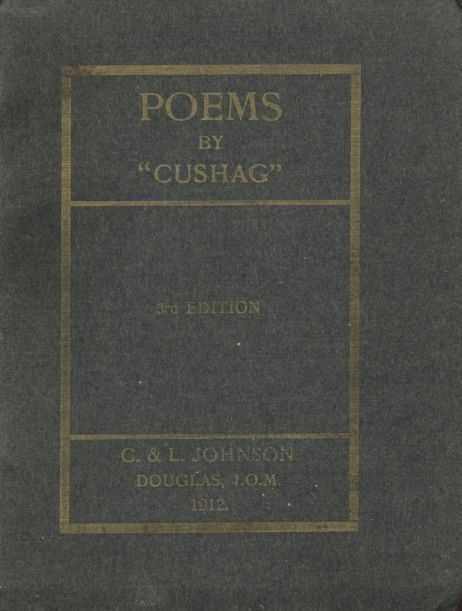 POEMS
BY
“CUSHAG”
3rd EDITION
G. & L. JOHNSON
DOUGLAS, I.O.M.
1912.